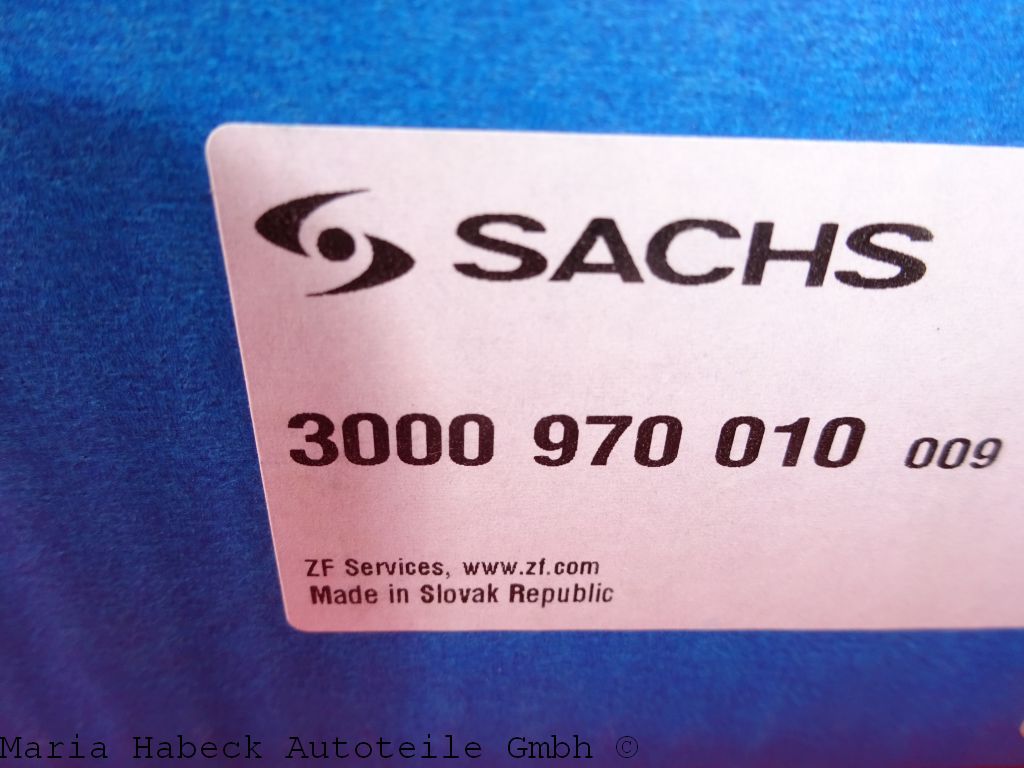 SACHS
3000 970 010 009
ZF Services, www.zf.com
Made in Slovak Republic
Maria Habeck Autoteile Gmbh ©